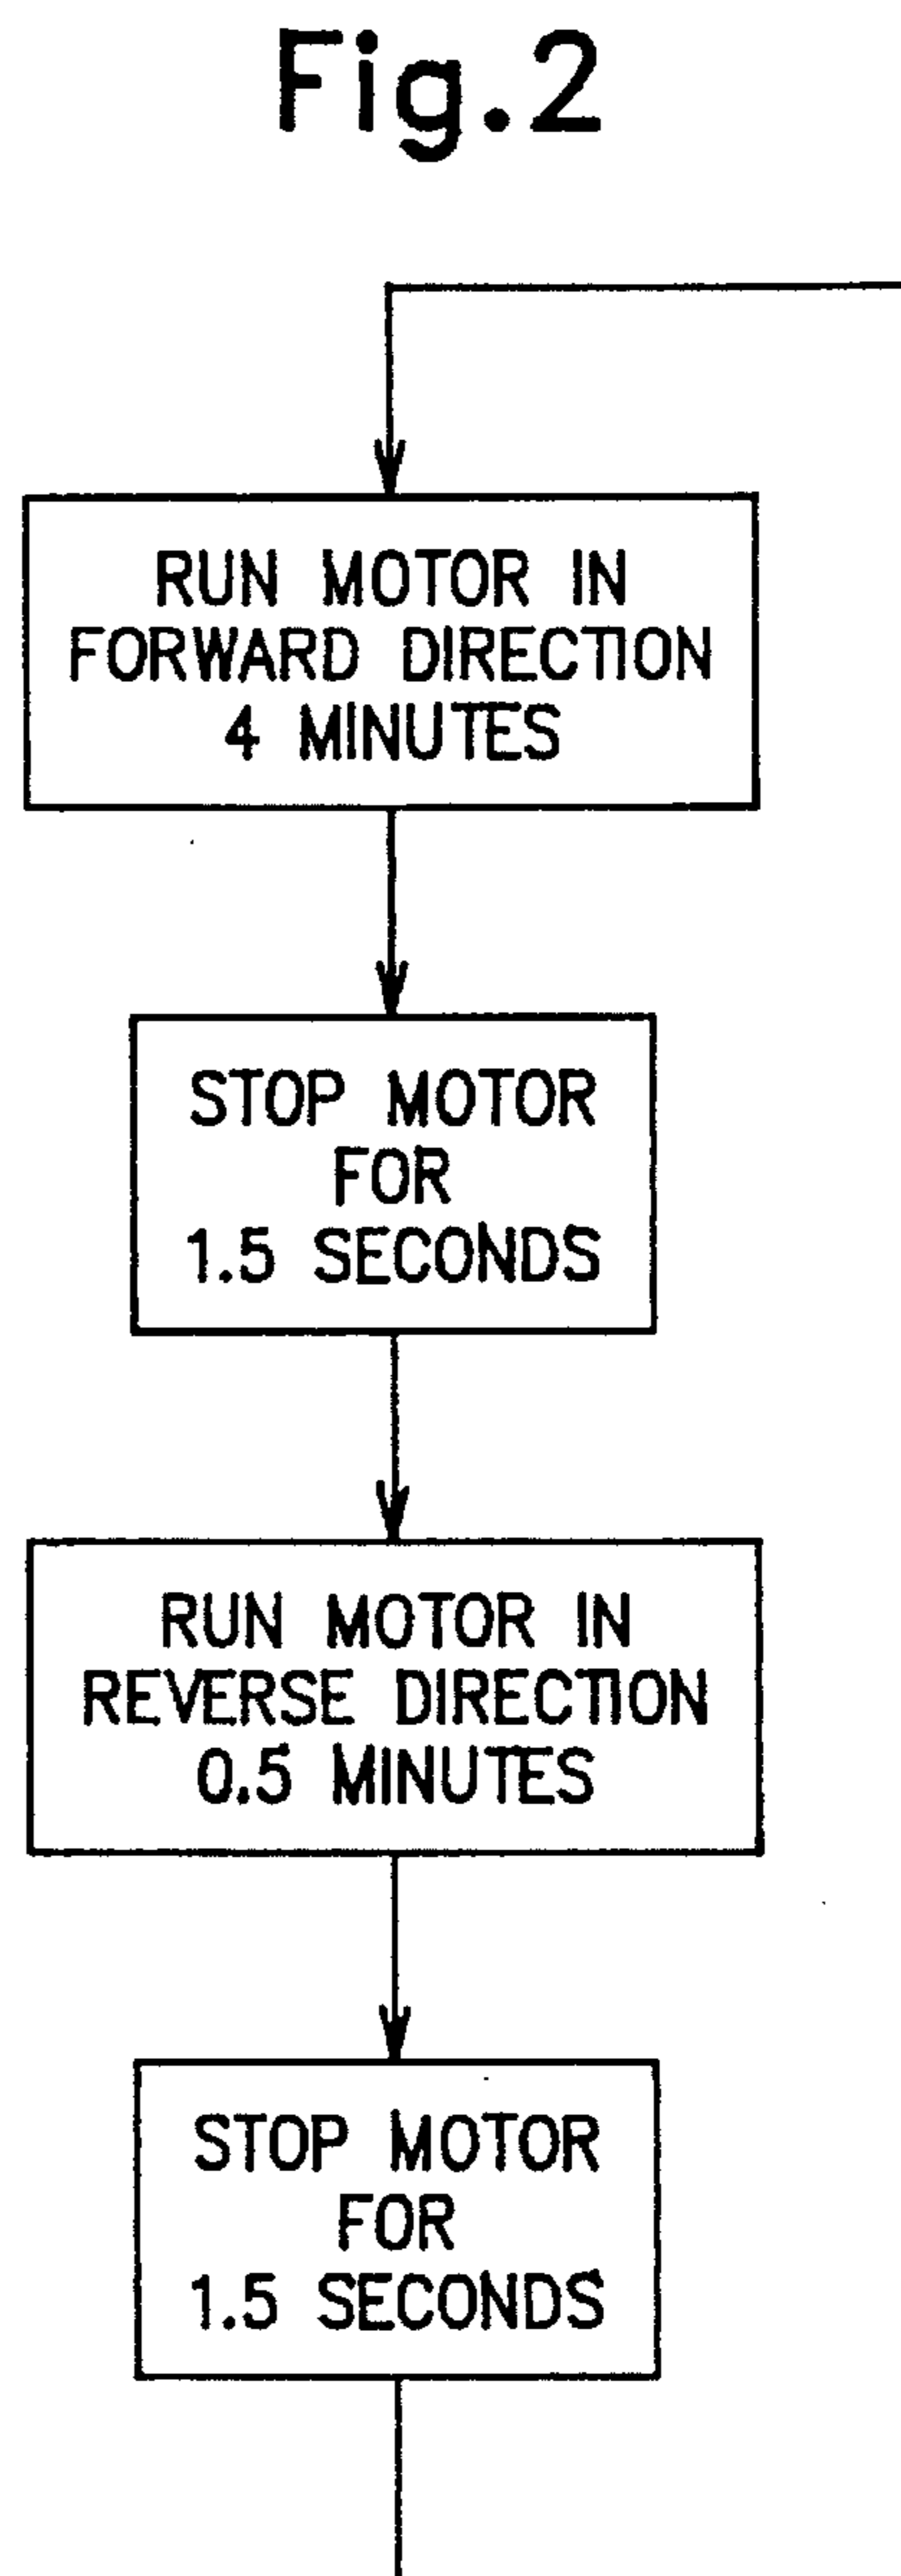 Fig.2
RUN MOTOR IN
FORWARD DIRECTION
4 MINUTES
STOP MOTOR
FOR
1.5 SECONDS
RUN MOTOR IN
REVERSE DIRECTION
0.5 MINUTES
STOP MOTOR
FOR
1.5 SECONDS